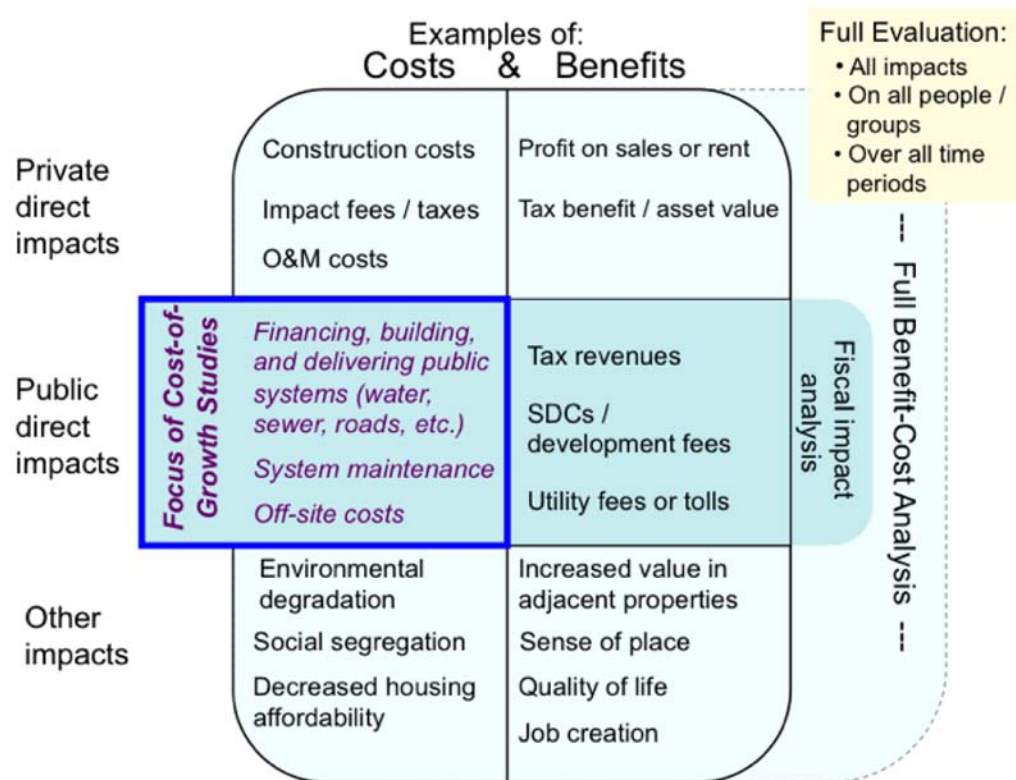 Examples of:
Costs & Benefits
Full Evaluation:
• All impacts
• On all people /
groups
• Over all time
periods
Private
direct
impacts
Construction costs
Impact fees / taxes
O&M costs
Profit on sales or rent
Tax benefit / asset value
Public
direct
impacts
Focus of Cost-of-
Growth Studies
Financing, building,
and delivering public
systems (water,
sewer, roads, etc.)
System maintenance
Off-site costs
Tax revenues
SDCs /
development fees
Utility fees or tolls
Fiscal impact
analysis
--- Full Benefit-Cost Analysis ---
Other
impacts
Environmental
degradation
Social segregation
Decreased housing
affordability
Increased value in
adjacent properties
Sense of place
Quality of life
Job creation